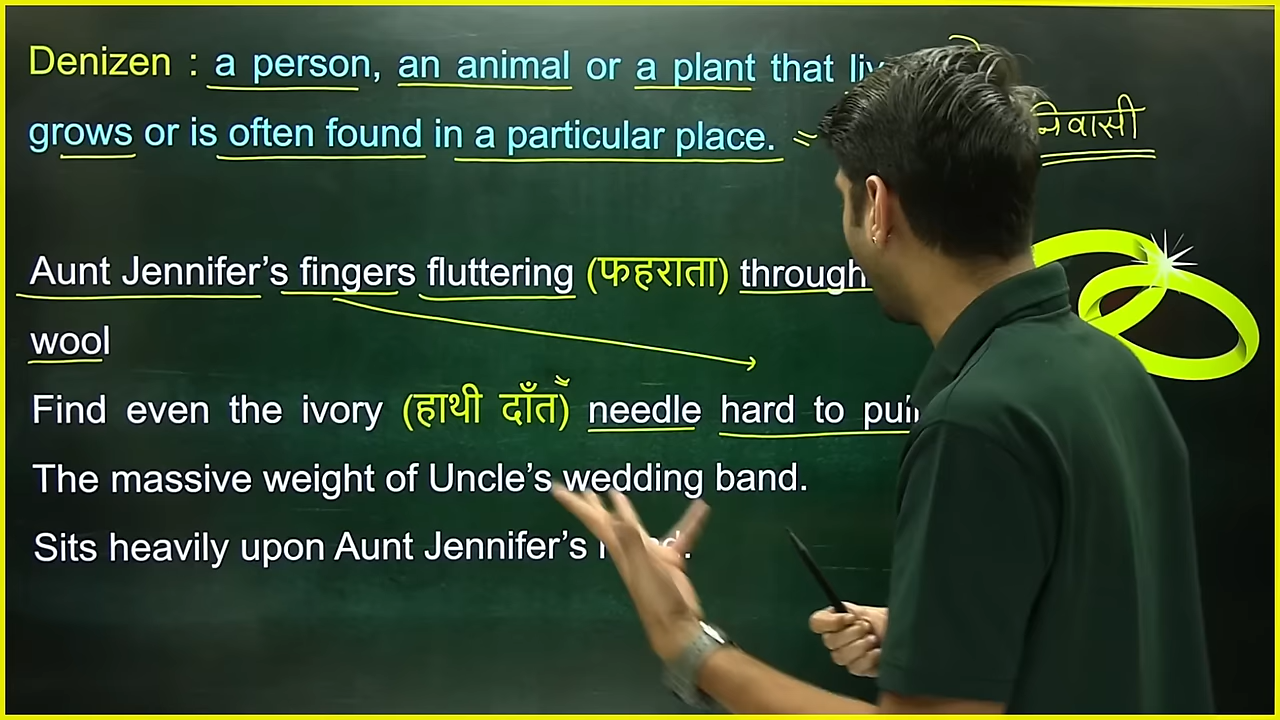 Denizen : a person, an animal or a plant that
grows or is often found in a particular place. = निवासी
Aunt Jennifer’s fingers fluttering (फहराता) through
wool
Find even the ivory (हाथी दाँत) needle hard to pull
The massive weight of Uncle’s wedding band.
Sits heavily upon Aunt Jennifer’s